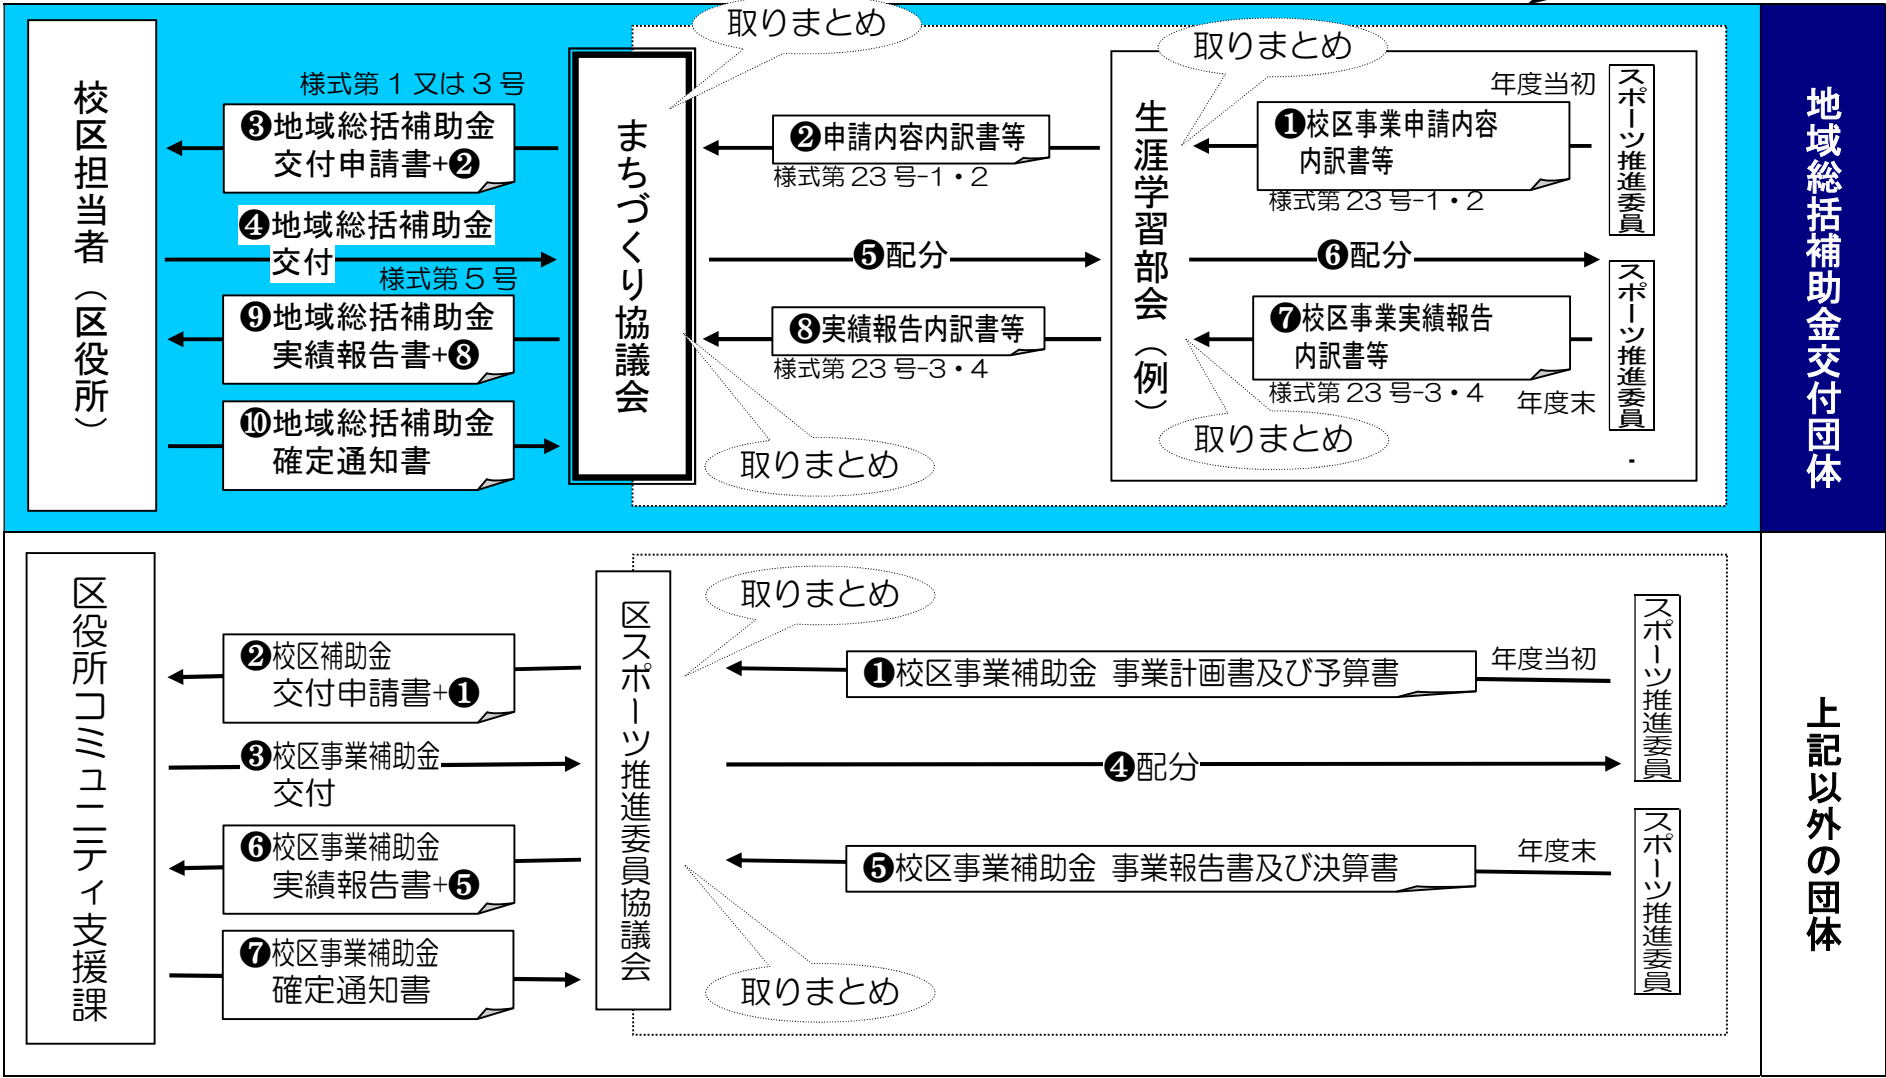 校区担当者（区役所）
様式第１又は３号
❸地域総括補助金
交付申請書+❷
❹地域総括補助金
交付
様式第５号
❾地域総括補助金
実績報告書+❽
❿地域総括補助金
確定通知書
まちづくり協議会
取りまとめ
❷申請内容内訳書等
様式第 23 号-1・2
❺配分
❽実績報告内訳書等
様式第 23 号-3・4
取りまとめ
生涯学習部会（例）
取りまとめ
年度当初
❶校区事業申請内容
内訳書等
様式第 23 号-1・2
❻配分
❼校区事業実績報告
内訳書等
様式第 23 号-3・4
年度末
取りまとめ
スポーツ推進委員
スポーツ推進委員
地域総括補助金交付団体
区役所コミュニティ支援課
❷校区補助金
交付申請書+❶
❸校区事業補助金
交付
❻校区事業補助金
実績報告書+❺
❼校区事業補助金
確定通知書
区スポーツ推進委員協議会
取りまとめ
❶校区事業補助金 事業計画書及び予算書
年度当初
❹配分
❺校区事業補助金 事業報告書及び決算書
年度末
取りまとめ
スポーツ推進委員
スポーツ推進委員
上記以外の団体